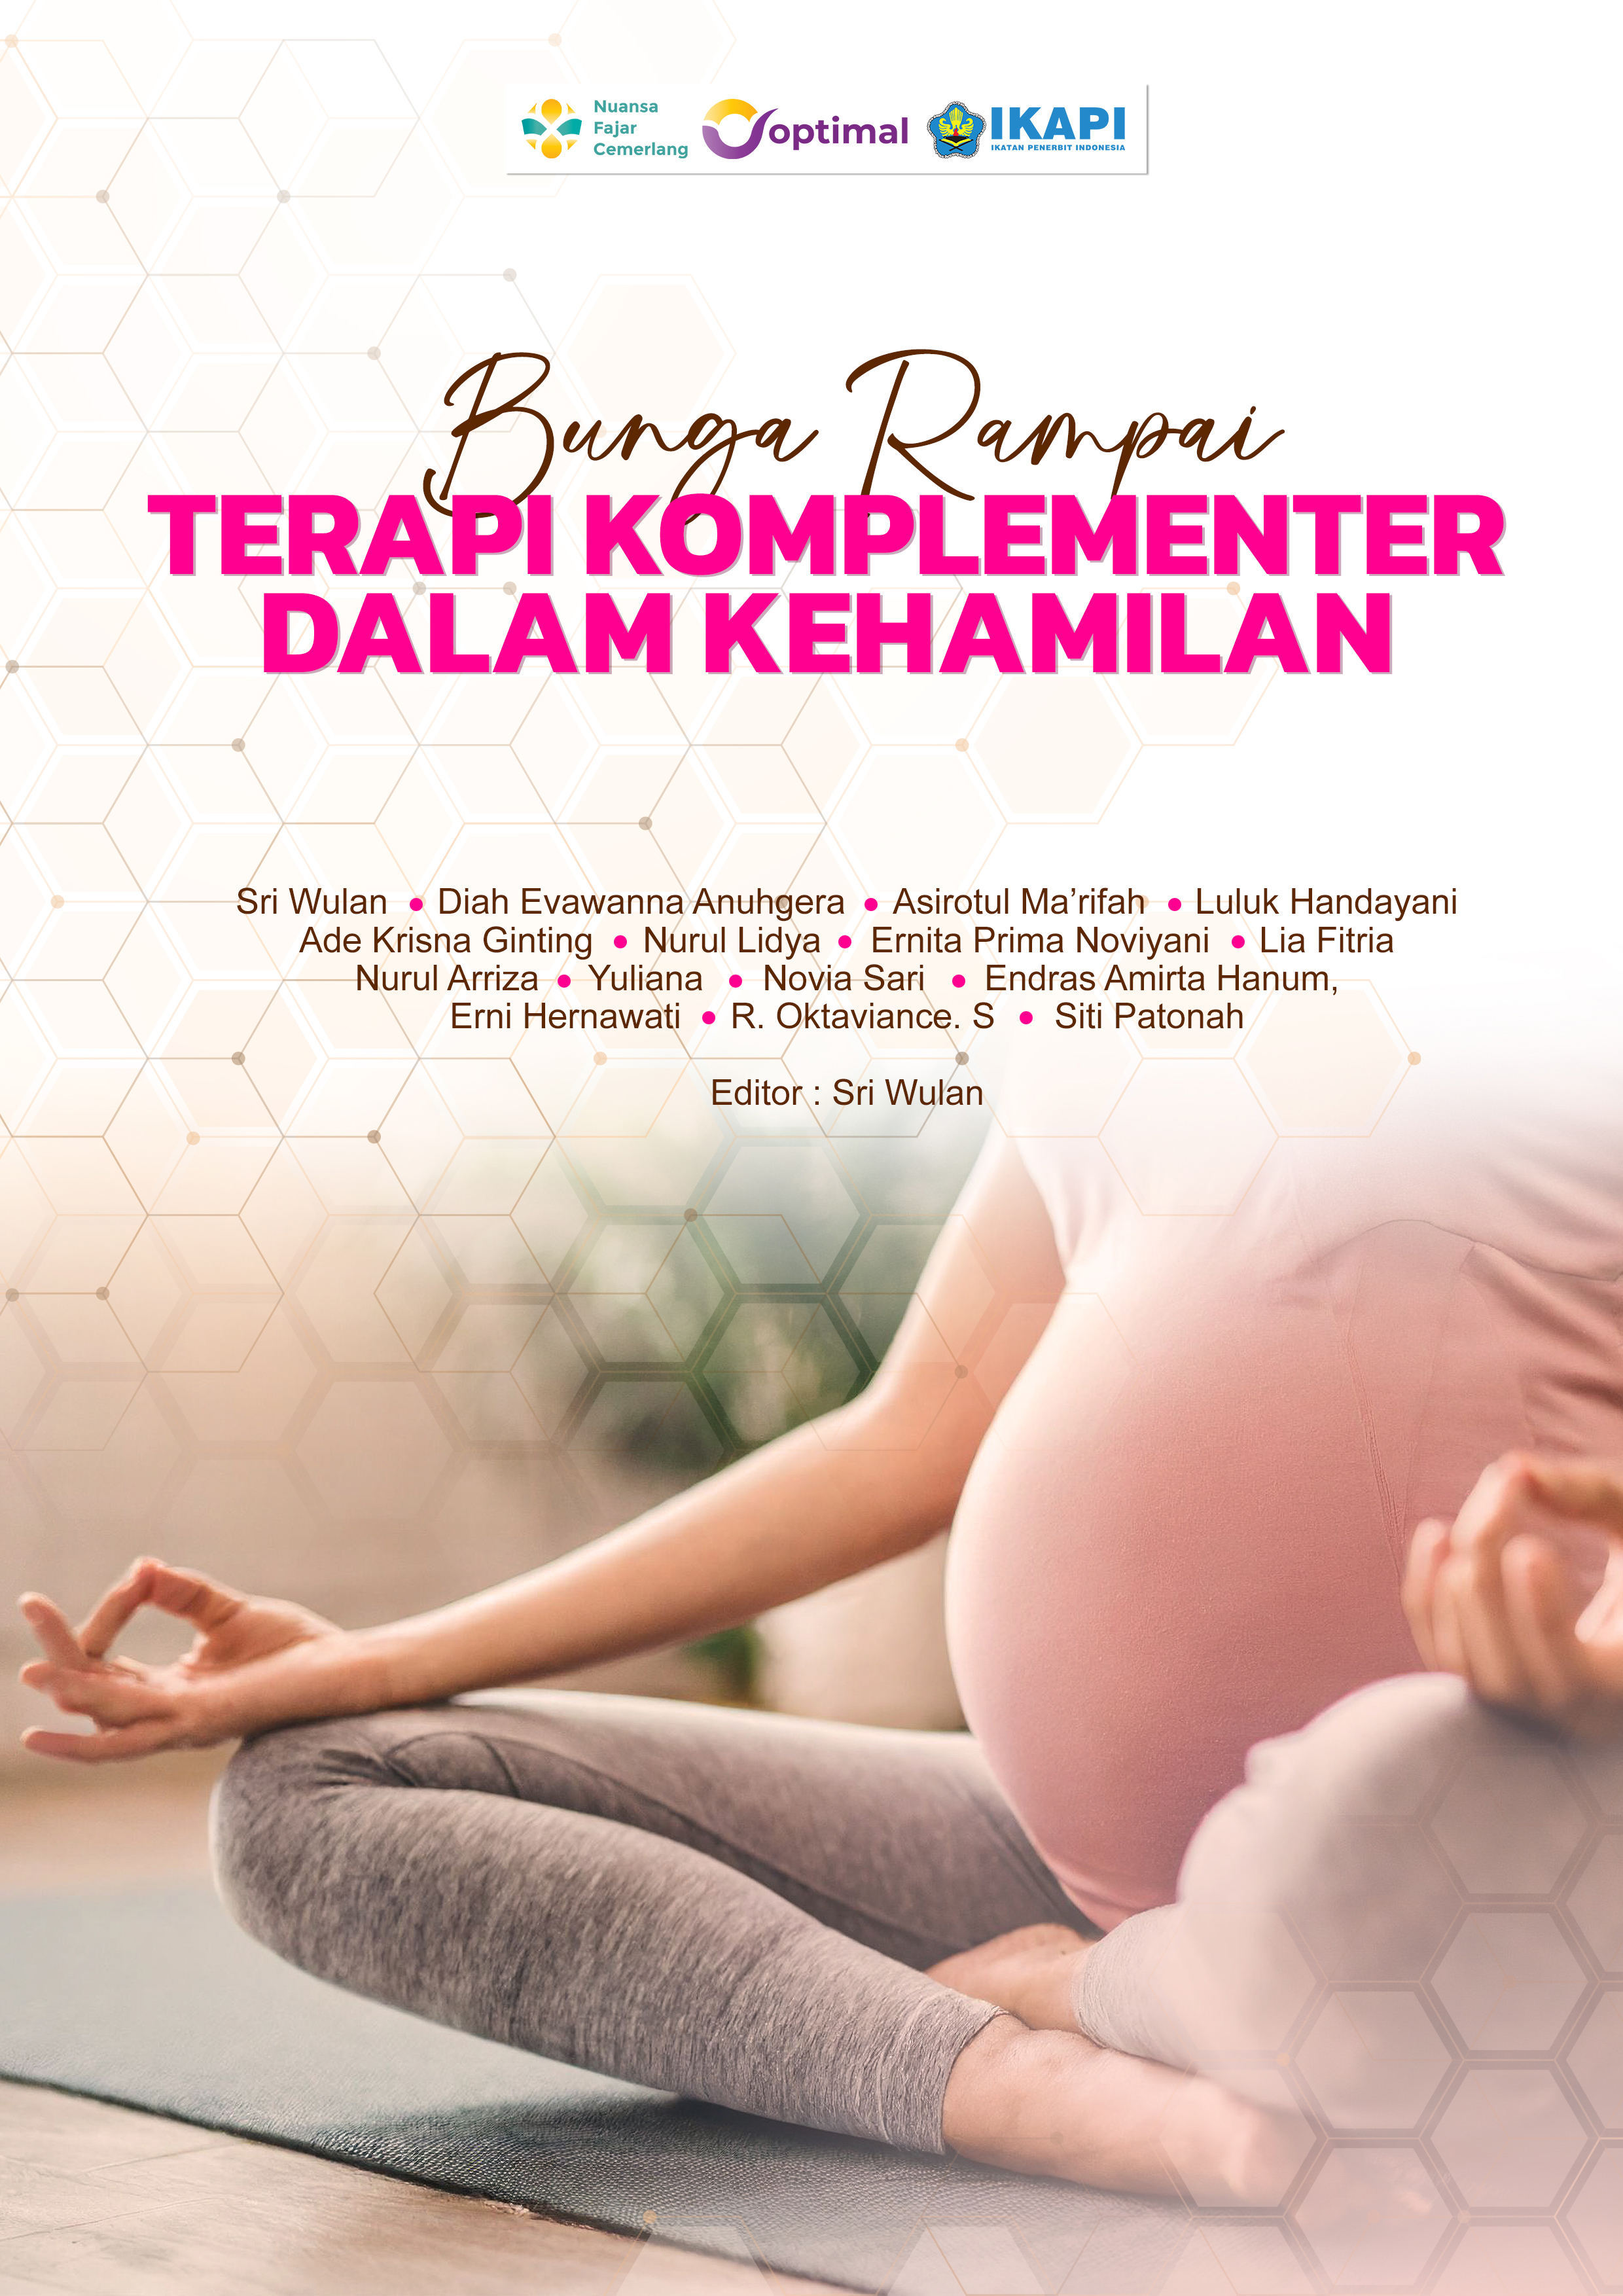 Nuansa
Fajar
Cemerlang
optimal
IKAPI
IKATAN PENERBIT INDONESIA
Bunga Rampai
TERAPI KOMPLEMENTER
DALAM KEHAMILAN
Sri Wulan • Diah Evawanna Anuhgera • Asirotul Ma’rifah • Luluk Handayani
Ade Krisna Ginting • Nurul Lidya • Ernita Prima Noviyani • Lia Fitria
Nurul Arriza • Yuliana • Novia Sari • Endras Amirta Hanum,
Erni Hernawati • R. Oktaviance. S • Siti Patonah
Editor : Sri Wulan